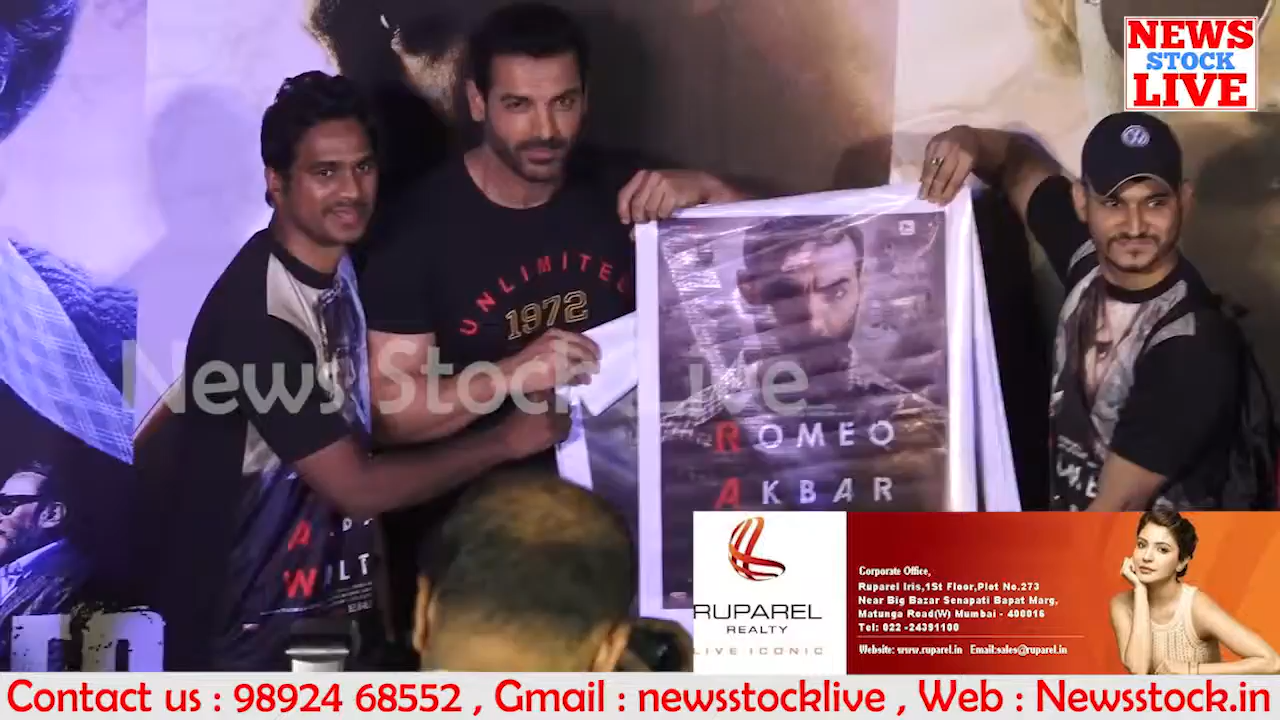 NEWS
STOCK
LIVE
UNLIMITED
1972
News Stock Live
ROMEO
AKBAR
A
W LT
RUPAREL
REALTY
LIVE ICONIC
Corporate Office,
Ruparel Iris,1St Floor,Plot No.273
Near Big Bazar Senapati Bapat Marg,
Matunga Road(W) Mumbai - 400016
Tel: 022 -24391100
Website: www.ruparel.in Email:sales@ruparel.in
Contact us : 98924 68552 , Gmail : newsstocklive , Web : Newsstock.in